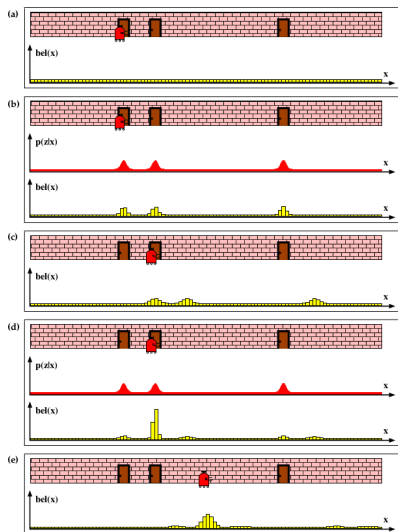 (a)
bel(x)
x
(b)
p(z|x)
x
bel(x)
x
(c)
bel(x)
x
(d)
p(z|x)
x
bel(x)
x
(e)
bel(x)
x